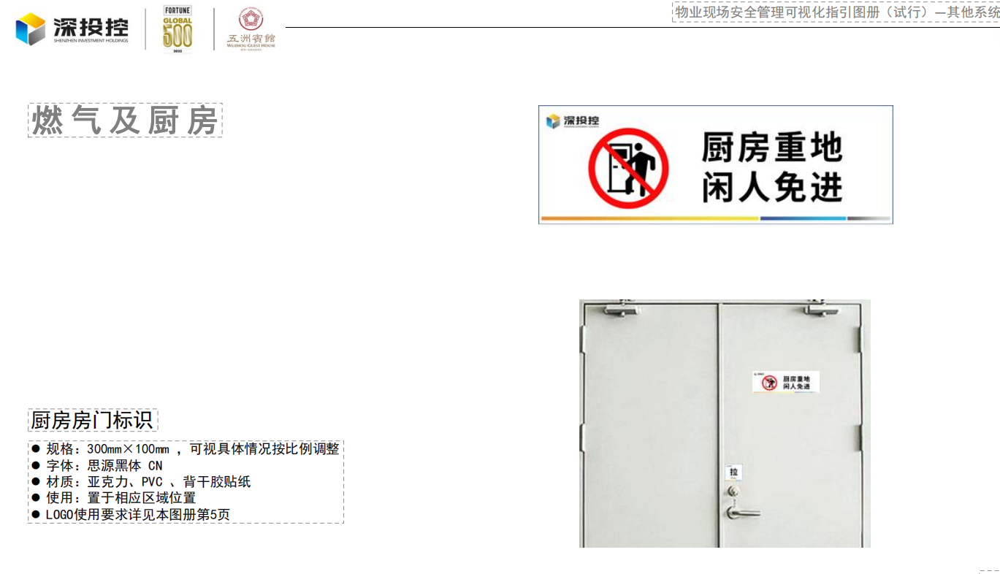 深投控
SHENZHEN INVESTMENT HOLDINGS
FORTUNE
GLOBAL
500
2022
五洲賓館
WUZHOU GUEST HOUSE
物业现场安全管理可视化指引图册（试行）—其他系统
燃气及厨房
深投控
厨房重地
闲人免进
厨房重地
闲人免进
拉
厨房房门标识
● 规格：300mm×100mm ，可视具体情况按比例调整
● 字体：思源黑体 CN
● 材质：亚克力、PVC 、背干胶贴纸
● 使用：置于相应区域位置
● LOGO使用要求详见本图册第5页